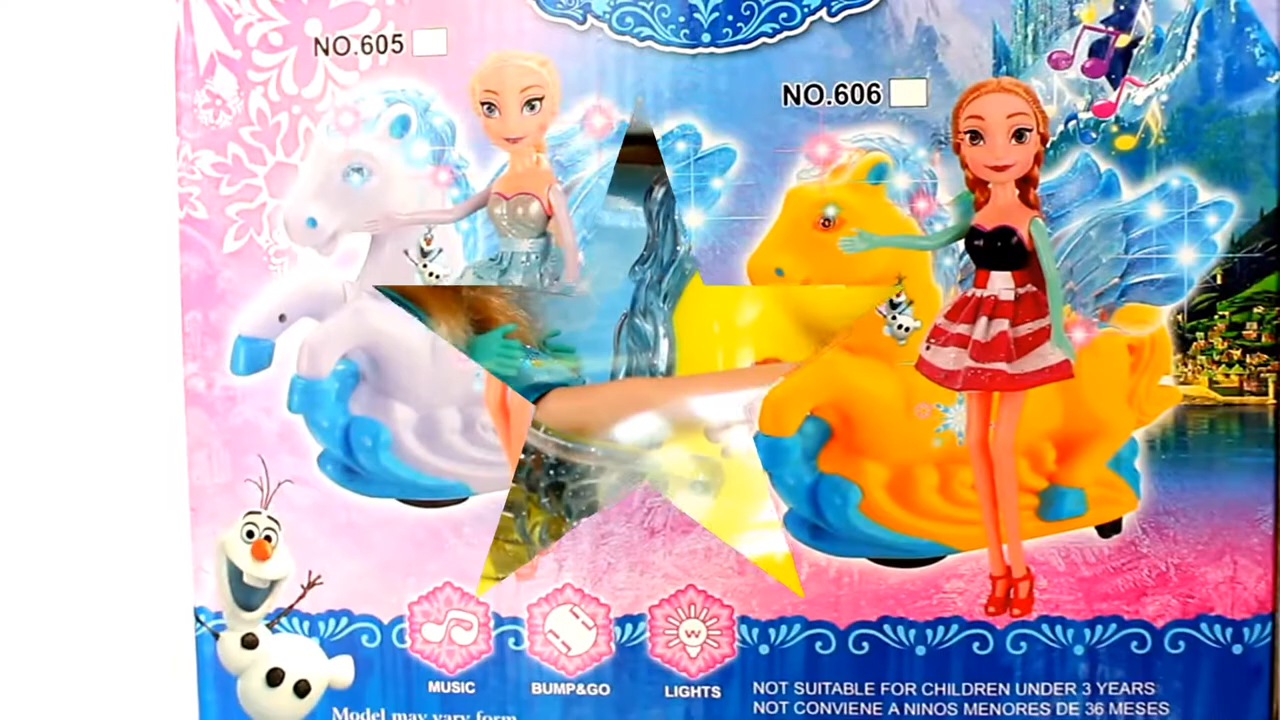 NO.605
NO.606
MUSIC
BUMP&GO
LIGHTS
NOT SUITABLE FOR CHILDREN UNDER 3 YEARS
NOT CONVIENE A NINOS MENORES DE 36 MESES
Model may vary form